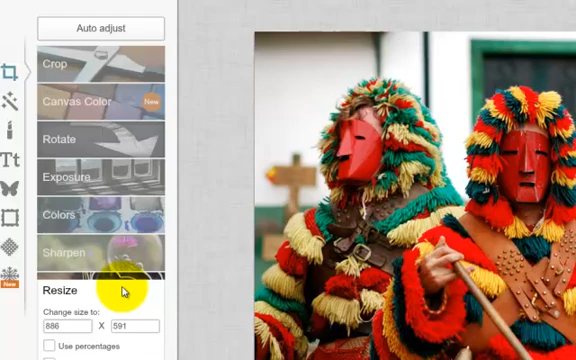 Auto adjust
Crop
Canvas Color
New
Rotate
Tt
Exposure
Colors
Sharpen
New
Resize
Change size to:
886 X 591
Use percentages